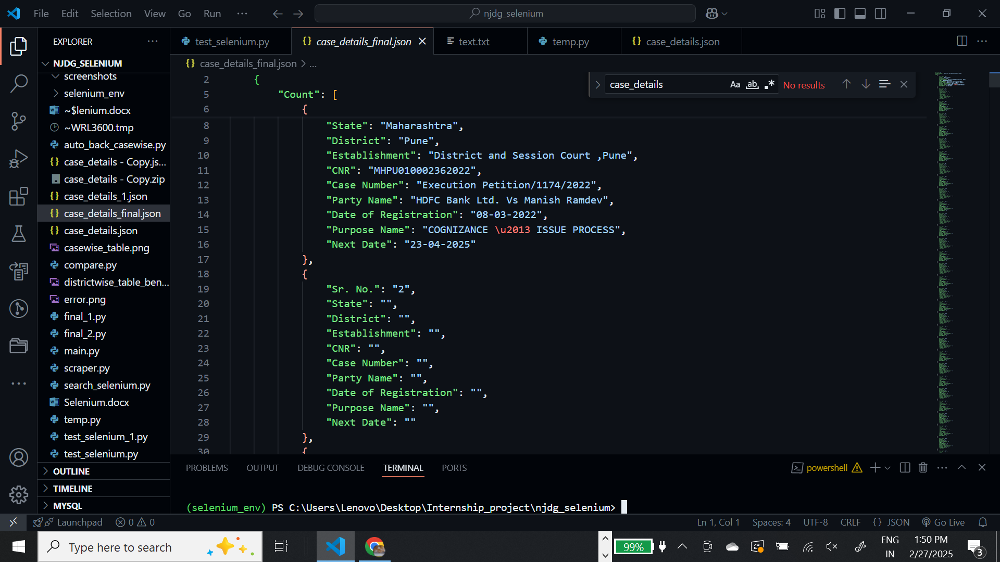 File Edit Selection View Go Run ...
njdg_selenium
EXPLORER
NJDG_SELENIUM
screenshots
selenium_env
~$lenium.docx
~WRL3600.tmp
auto_back_casewise.py
case_details - Copy.js...
case_details - Copy.zip
case_details_1.json
case_details_final.json
case_details.json
casewise_table.png
compare.py
districtwise_table_ben...
error.png
final_1.py
final_2.py
main.py
scraper.py
search_selenium.py
Selenium.docx
temp.py
test_selenium_1.py
test_selenium.py
OUTLINE
TIMELINE
MYSQL
test_selenium.py
case_details_final.json
text.txt
temp.py
case_details.json
{} case_details_final.json > ...
case_details
Aa ab .* No results
2 {
5 "Count": [
6 {
8 "State": "Maharashtra",
9 "District": "Pune",
10 "Establishment": "District and Session Court ,Pune",
11 "CNR": "MHPU010002362022",
12 "Case Number": "Execution Petition/1174/2022",
13 "Party Name": "HDFC Bank Ltd. Vs Manish Ramdev",
14 "Date of Registration": "08-03-2022",
15 "Purpose Name": "COGNIZANCE \u2013 ISSUE PROCESS",
16 "Next Date": "23-04-2025"
17 },
18 {
19 "Sr. No.": "2",
20 "State": "",
21 "District": "",
22 "Establishment": "",
23 "CNR": "",
24 "Case Number": "",
25 "Party Name": "",
26 "Date of Registration": "",
27 "Purpose Name": "",
28 "Next Date": ""
29 },
30 {
PROBLEMS OUTPUT DEBUG CONSOLE TERMINAL PORTS
powershell
(selenium_env) PS C:\Users\Lenovo\Desktop\Internship_project\njdg_selenium>
Launchpad 0 0
Ln 1, Col 1 Spaces: 4 UTF-8 CRLF {} JSON Go Live
Type here to search
99%
ENG
IN
1:50 PM
2/27/2025
3